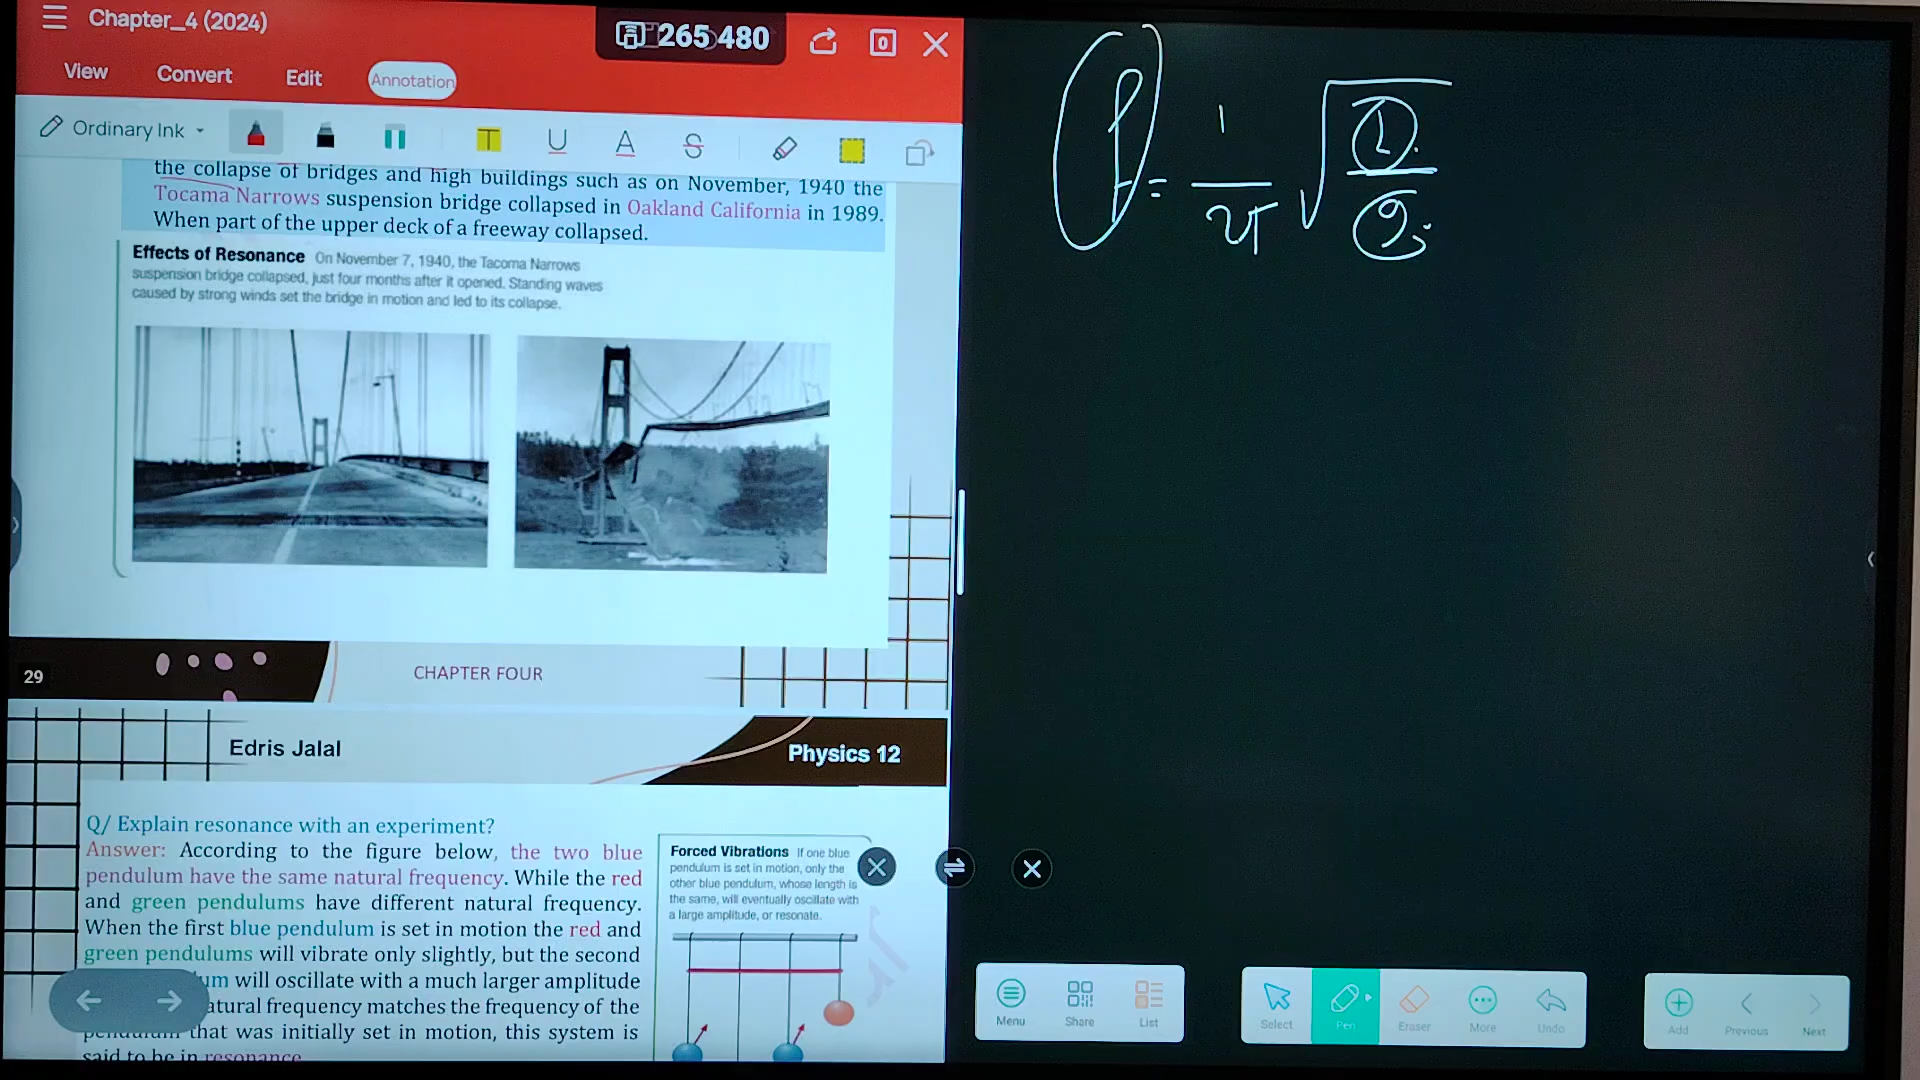 Chapter_4 (2024)
265 480
View Convert Edit Annotation
Ordinary Ink
the collapse of bridges and high buildings such as on November, 1940 the
Tocama Narrows suspension bridge collapsed in Oakland California in 1989.
When part of the upper deck of a freeway collapsed.
Effects of Resonance On November 7, 1940, the Tacoma Narrows
suspension bridge collapsed, just four months after it opened. Standing waves
caused by strong winds set the bridge in motion and led to its collapse.
29
CHAPTER FOUR
Edris Jalal
Physics 12
Q/ Explain resonance with an experiment?
Answer: According to the figure below, the two blue
pendulum have the same natural frequency. While the red
and green pendulums have different natural frequency.
When the first blue pendulum is set in motion the red and
green pendulums will vibrate only slightly, but the second
will oscillate with a much larger amplitude
natural frequency matches the frequency of the
pendulum that was initially set in motion, this system is
said to be in resonance
Forced Vibrations If one blue
pendulum is set in motion, only the
other blue pendulum, whose length is
the same, will eventually oscillate with
a large amplitude, or resonate.
f = 1/2π √
Menu Share List
Select Pen Eraser More Undo
Add Previous Next